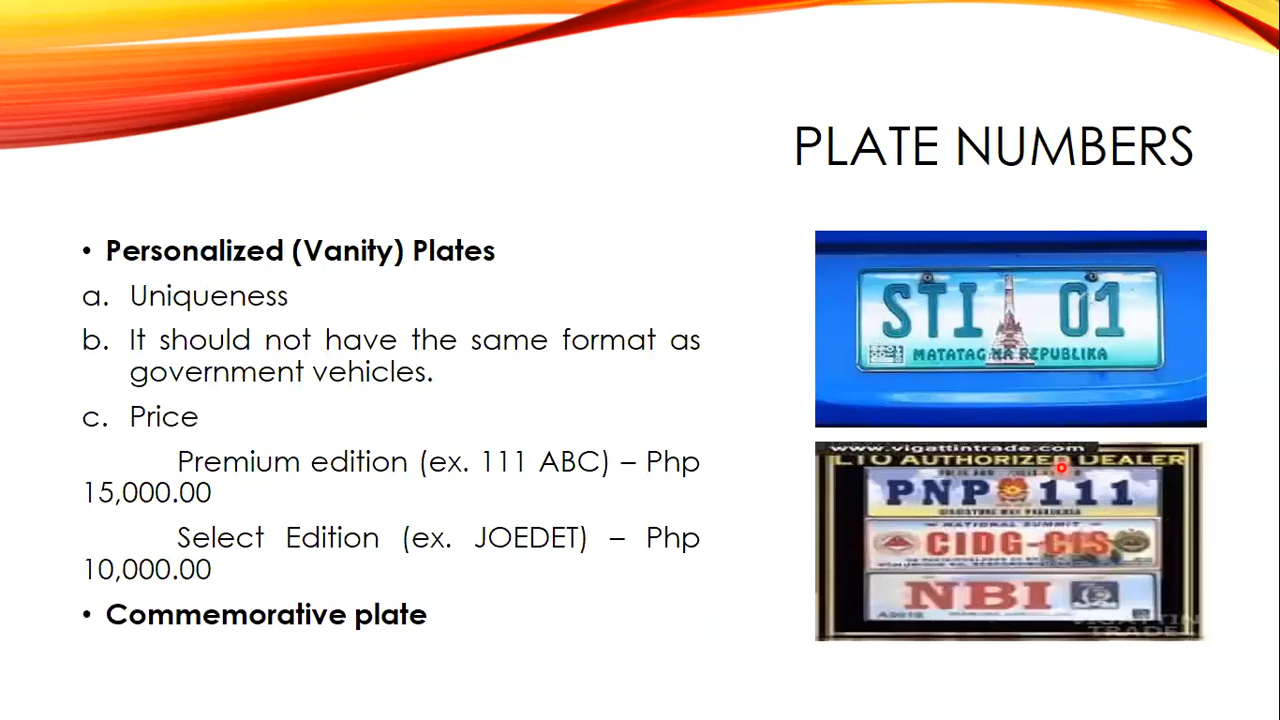 PLATE NUMBERS
• Personalized (Vanity) Plates
a. Uniqueness
b. It should not have the same format as
government vehicles.
c. Price
Premium edition (ex. 111 ABC) – Php
15,000.00
Select Edition (ex. JOEDET) – Php
10,000.00
• Commemorative plate
STI 01
MATATAG NA REPUBLIKA
www.vigattintrade.com
LTO AUTHORIZED DEALER
PNP 111
NATIONAL SUMMIT
CIDG-CIS
NBI
VIGATTIN
TRADE